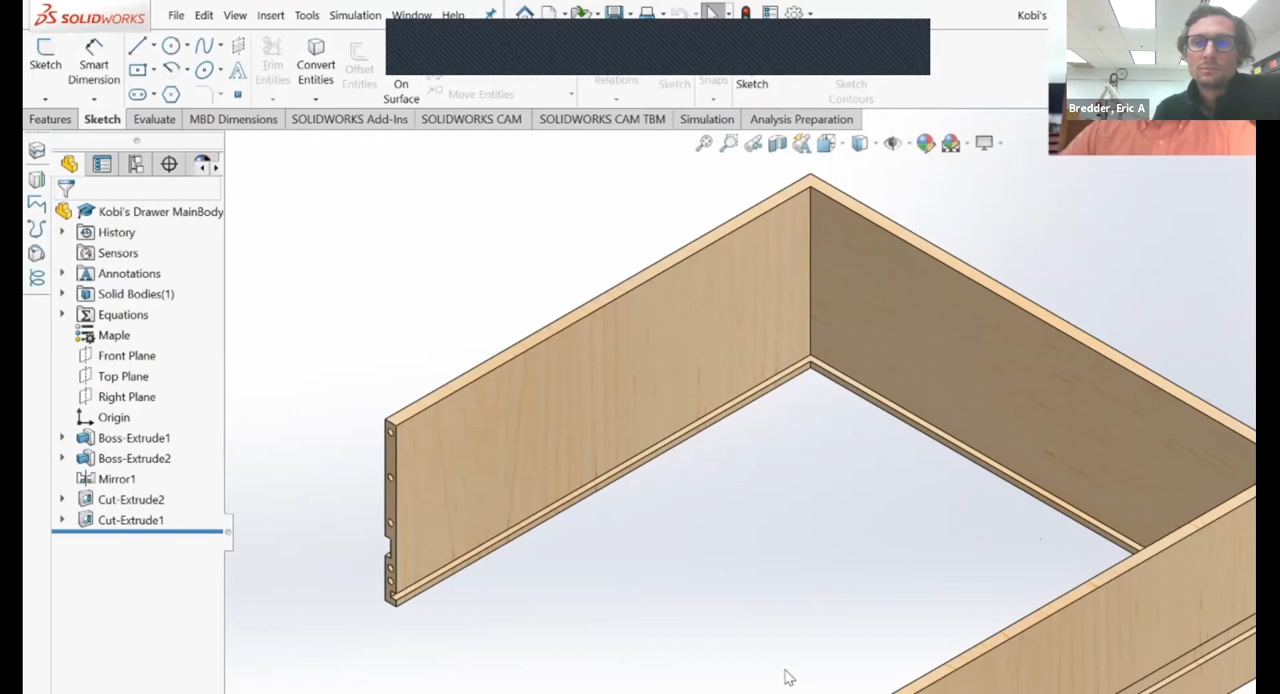 SOLIDWORKS File Edit View Insert Tools Simulation Window Help Kobi's
Sketch Smart Dimension Trim Entities Convert Entities Offset Entities On Surface Move Entities Relations Sketch Snaps Sketch Sketch Contours
Bredder, Eric A
Features Sketch Evaluate MBD Dimensions SOLIDWORKS Add-Ins SOLIDWORKS CAM SOLIDWORKS CAM TBM Simulation Analysis Preparation
Kobi's Drawer MainBody
History
Sensors
Annotations
Solid Bodies(1)
Equations
Maple
Front Plane
Top Plane
Right Plane
Origin
Boss-Extrude1
Boss-Extrude2
Mirror1
Cut-Extrude2
Cut-Extrude1